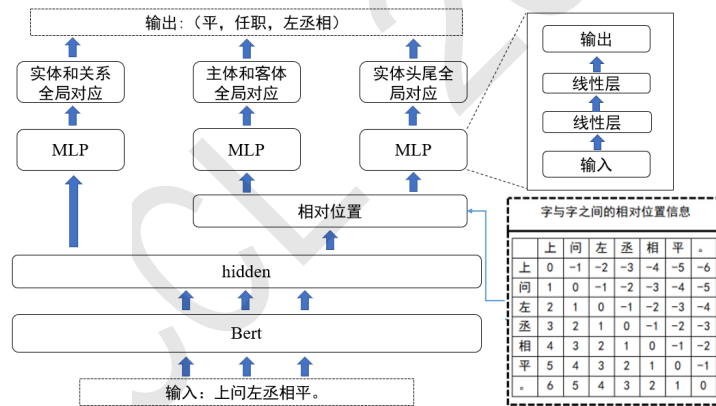 输出:(平,任职,左丞相)
实体和关系
全局对应
主体和客体
全局对应
实体头尾全
局对应
MLP
MLP
MLP
相对位置
hidden
Bert
输入:上问左丞相平。
输出
线性层
线性层
输入
字与字之间的相对位置信息
上 问 左 丞 相 平 。
上 0 -1 -2 -3 -4 -5 -6
问 1 0 -1 -2 -3 -4 -5
左 2 1 0 -1 -2 -3 -4
丞 3 2 1 0 -1 -2 -3
相 4 3 2 1 0 -1 -2
平 5 4 3 2 1 0 -1
。 6 5 4 3 2 1 0